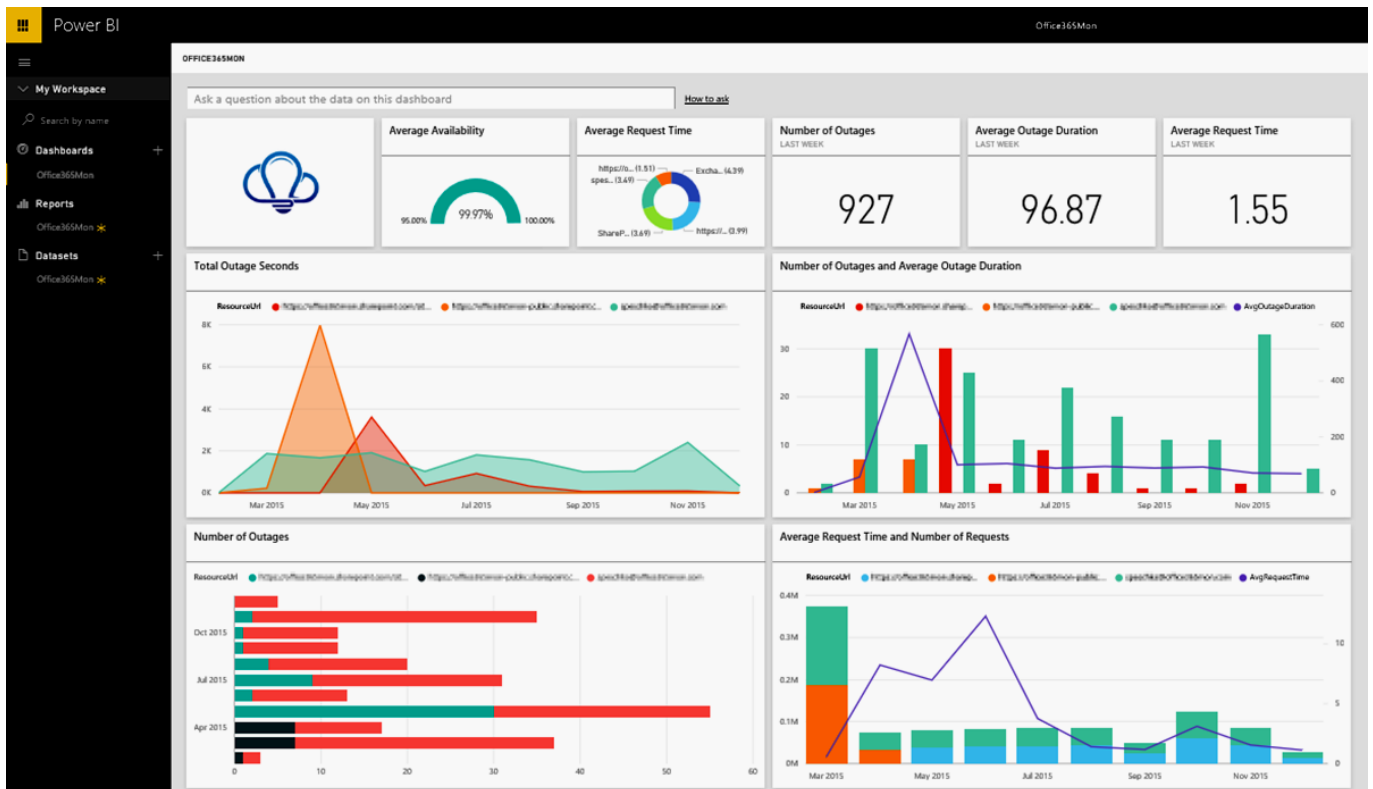 Power BI
Office365Mon
OFFICE365MON
My Workspace
Search by name
Dashboards +
Office365Mon
Reports
Office365Mon
Datasets +
Office365Mon
Ask a question about the data on this dashboard
How to ask
Average Availability
95.00%
99.97%
100.00%
Average Request Time
https://o... (1.51)
Excha... (4.39)
spes... (3.49)
ShareP... (3.69)
https://... (3.99)
Number of Outages
LAST WEEK
927
Average Outage Duration
LAST WEEK
96.87
Average Request Time
LAST WEEK
1.55
Total Outage Seconds
ResourceUrl
8K
6K
4K
2K
0K
Mar 2015 May 2015 Jul 2015 Sep 2015 Nov 2015
Number of Outages and Average Outage Duration
ResourceUrl AvgOutageDuration
30
20
10
0
600
400
200
0
Mar 2015 May 2015 Jul 2015 Sep 2015 Nov 2015
Number of Outages
ResourceUrl
Oct 2015
Jul 2015
Apr 2015
0 10 20 30 40 50 60
Average Request Time and Number of Requests
ResourceUrl AvgRequestTime
0.4M
0.3M
0.2M
0.1M
0M
10
5
0
Mar 2015 May 2015 Jul 2015 Sep 2015 Nov 2015